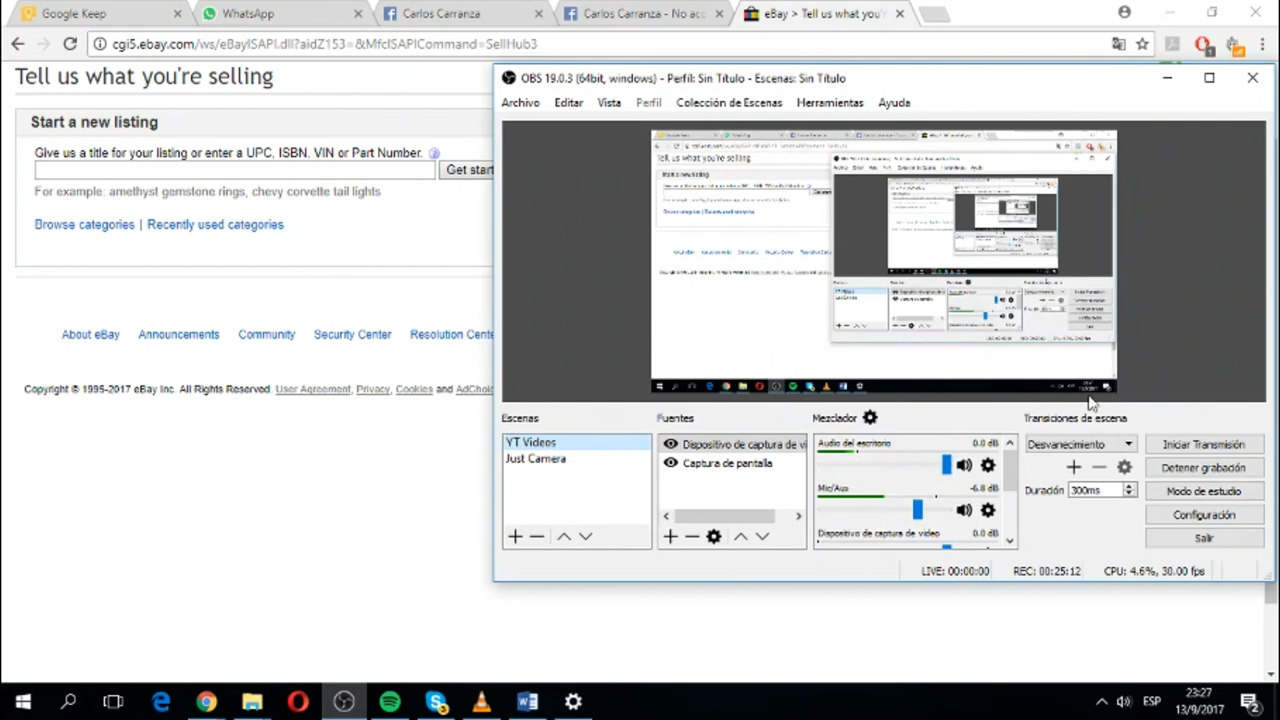 Google Keep
WhatsApp
Carlos Carranza
Carlos Carranza - No ac
eBay > Tell us what you'r
cgi5.ebay.com/ws/eBayISAPI.dll?aidZ153=&MfcISAPICommand=SellHub3
Tell us what you're selling
Start a new listing
Give us for your listing or enter a UPC, ISBN, VIN or Part Number.
Get start
For example: amethyst gemstone rings, chevy corvette tail lights
Browse categories | Recently used categories
About eBay Announcements Community Security Center Resolution Cente
Copyright © 1995-2017 eBay Inc. All Rights Reserved. User Agreement, Privacy, Cookies and AdChoic
OBS 19.0.3 (64bit, windows) - Perfil: Sin Título - Escenas: Sin Título
Archivo Editar Vista Perfil Colección de Escenas Herramientas Ayuda
Tell us what you're selling
Escenas
YT Videos
Just Camera
Fuentes
Dispositivo de captura de vi
Captura de pantalla
Mezclador
Audio del escritorio 0.0 dB
Mic/Aux -6.8 dB
Dispositivo de captura de video 0.0 dB
Transiciones de escena
Desvanecimiento
Duración 300ms
Iniciar Transmisión
Detener grabación
Modo de estudio
Configuración
Salir
LIVE: 00:00:00 REC: 00:25:12 CPU: 4.6%, 30.00 fps
ESP
23:27
13/9/2017
2